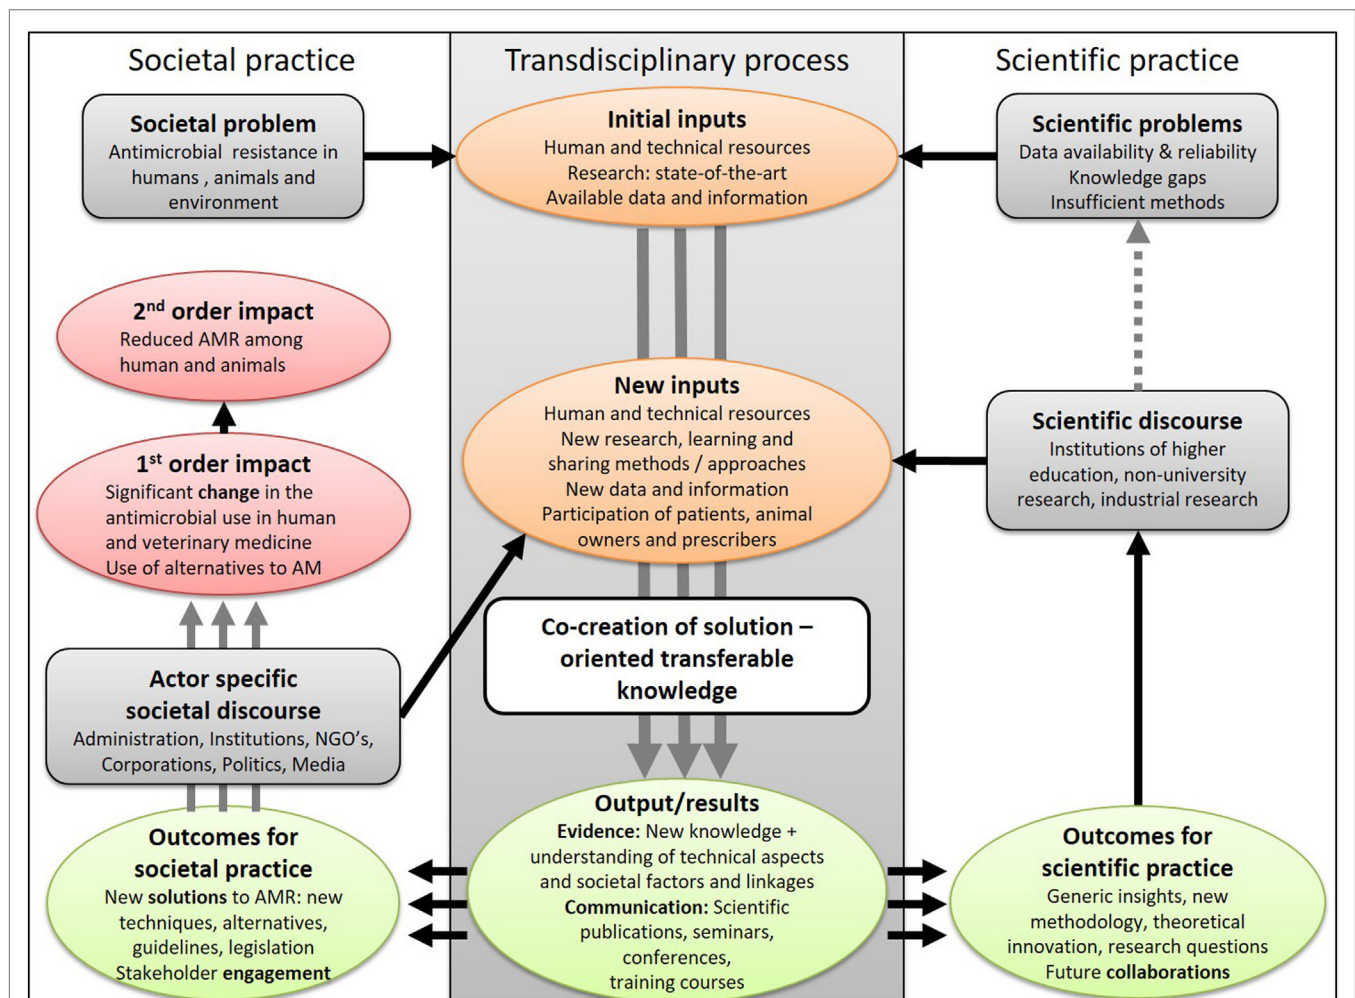 Societal practice
Transdisciplinary process
Scientific practice
Societal problem
Antimicrobial resistance in
humans , animals and
environment
Initial inputs
Human and technical resources
Research: state-of-the-art
Available data and information
Scientific problems
Data availability & reliability
Knowledge gaps
Insufficient methods
2nd order impact
Reduced AMR among
human and animals
New inputs
Human and technical resources
New research, learning and
sharing methods / approaches
New data and information
Participation of patients, animal
owners and prescribers
Scientific discourse
Institutions of higher
education, non-university
research, industrial research
1st order impact
Significant change in the
antimicrobial use in human
and veterinary medicine
Use of alternatives to AM
Co-creation of solution –
oriented transferable
knowledge
Actor specific
societal discourse
Administration, Institutions, NGO's,
Corporations, Politics, Media
Outcomes for
societal practice
New solutions to AMR: new
techniques, alternatives,
guidelines, legislation
Stakeholder engagement
Output/results
Evidence: New knowledge +
understanding of technical aspects
and societal factors and linkages
Communication: Scientific
publications, seminars,
conferences,
training courses
Outcomes for
scientific practice
Generic insights, new
methodology, theoretical
innovation, research questions
Future collaborations